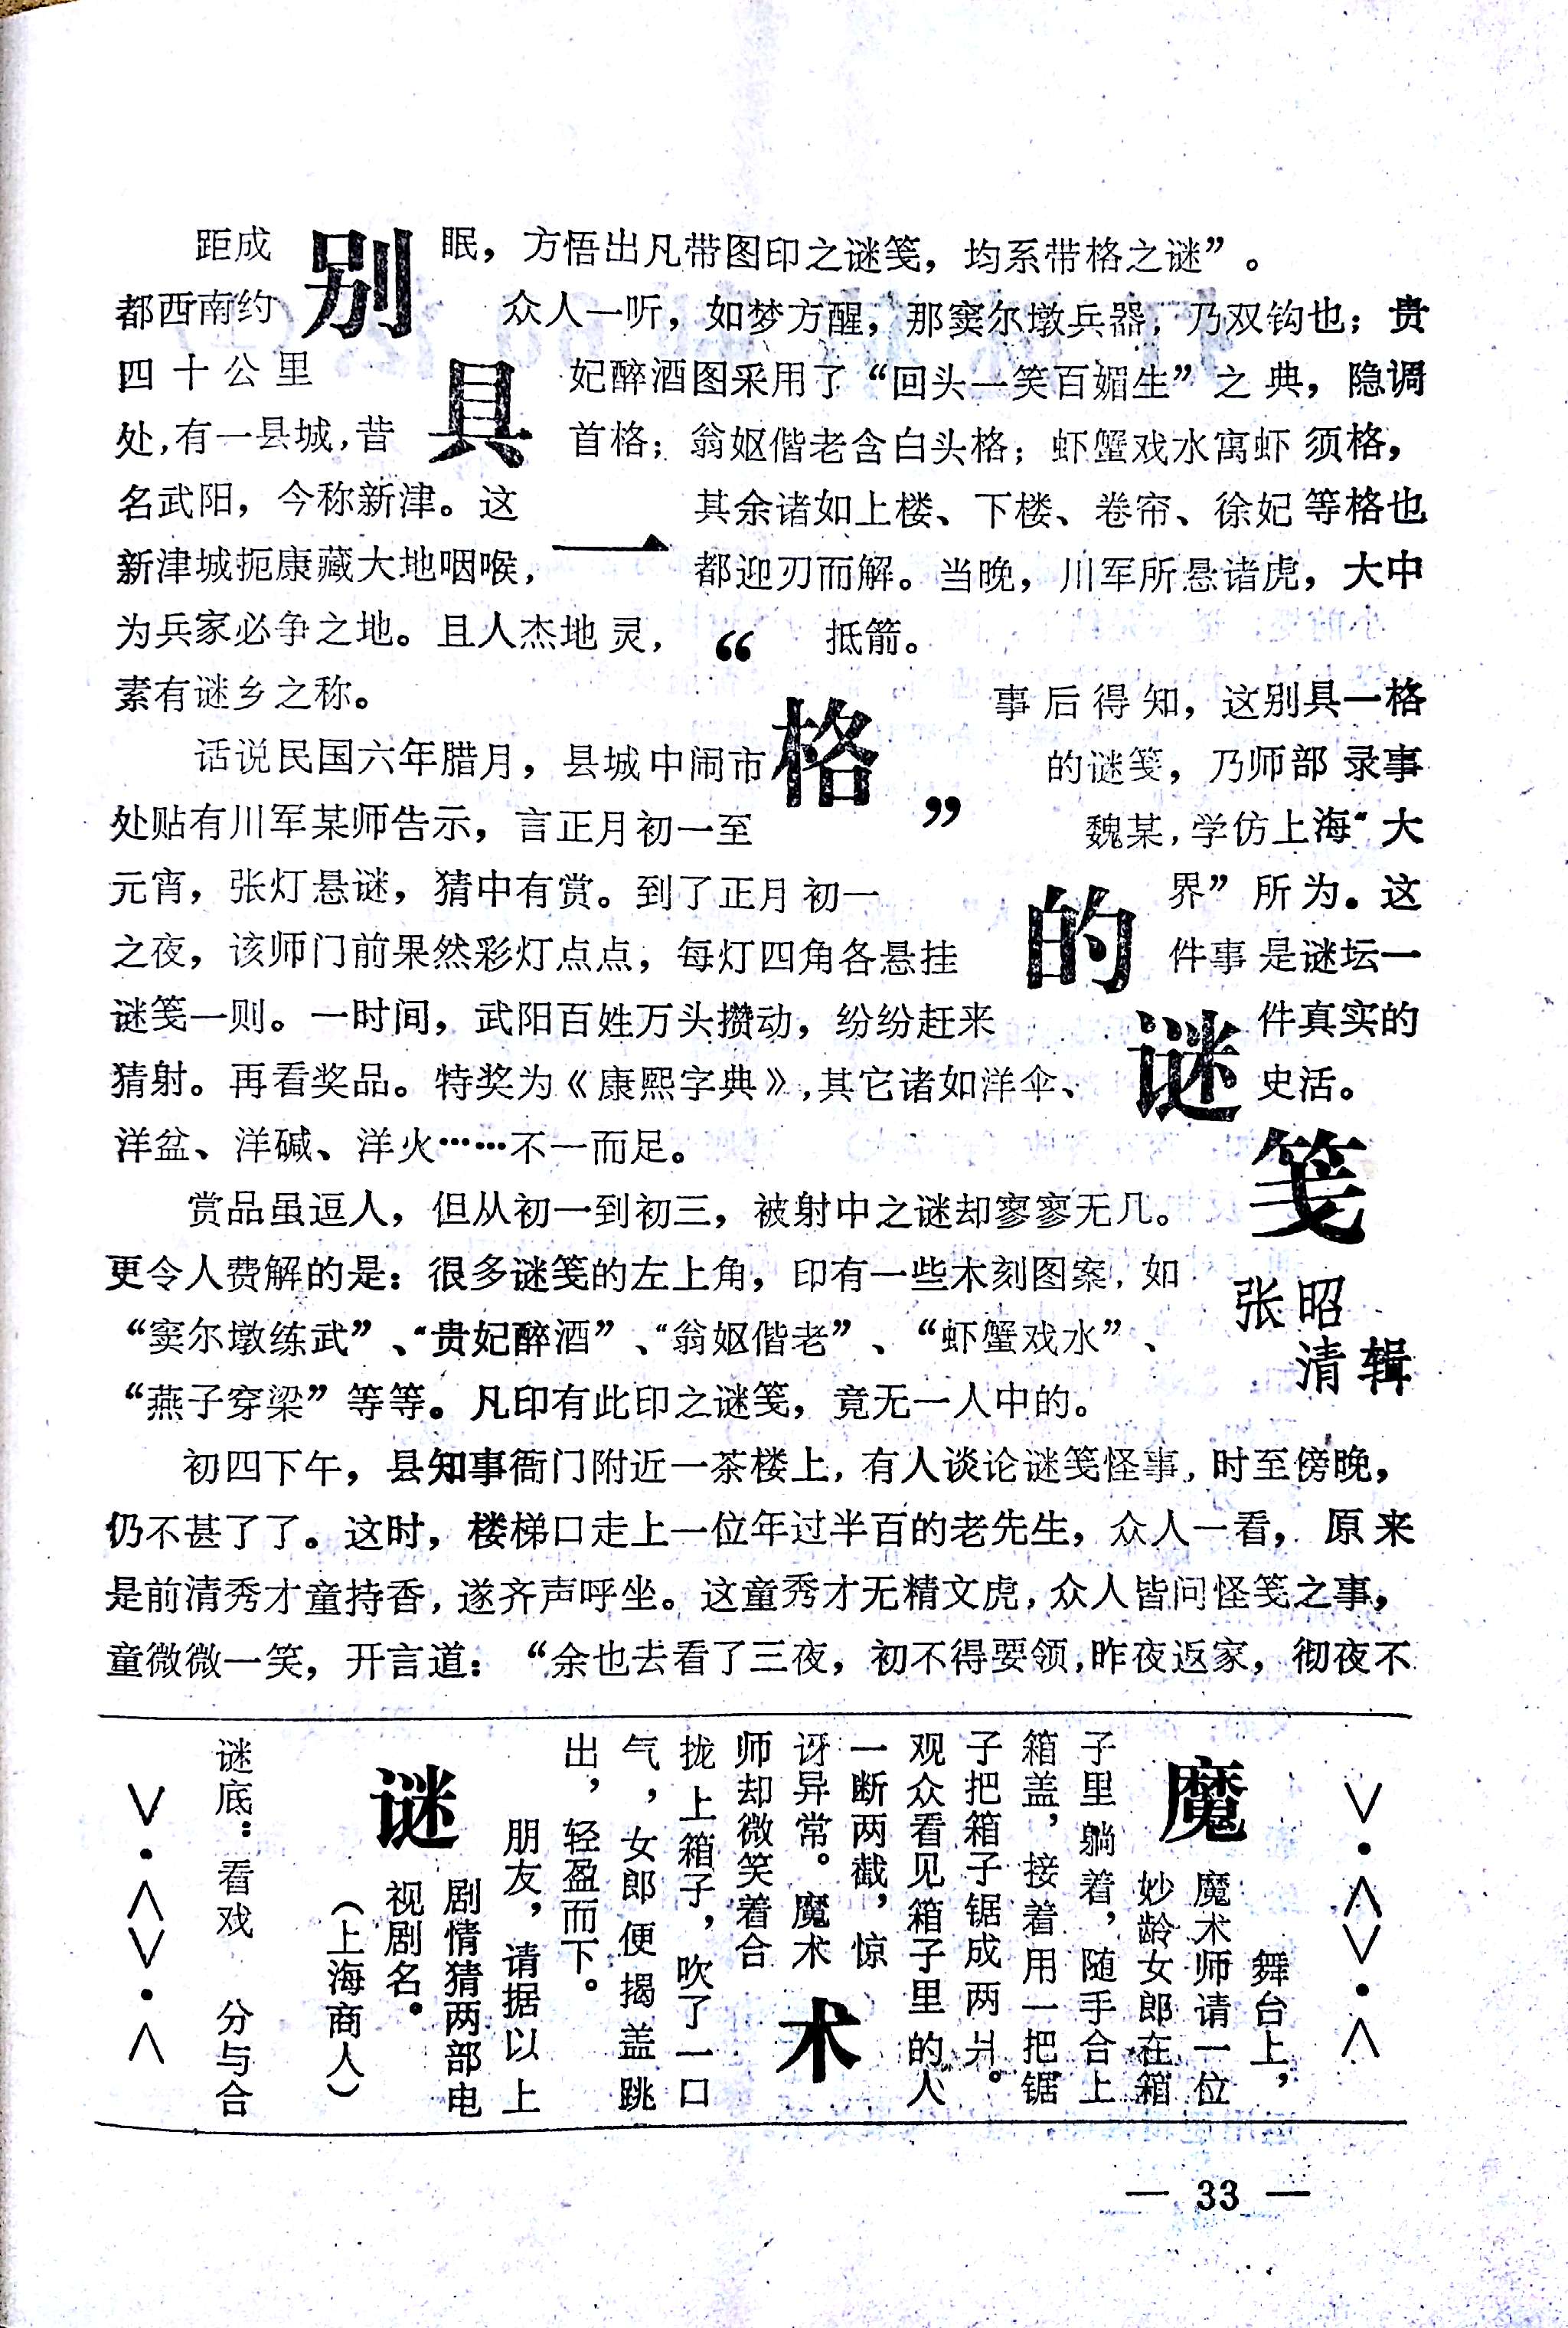 别具一“格”的谜笺
张昭
清辑
距成
都西南约
四十公里
处,有一县城,昔
名武阳，今称新津。这
新津城扼康藏大地咽喉，
为兵家必争之地。且人杰地灵，
素有谜乡之称。
话说民国六年腊月，县城中闹市
处贴有川军某师告示，言正月初一至
元宵，张灯悬谜，猜中有赏。到了正月初一
之夜，该师门前果然彩灯点点，每灯四角各悬挂
谜笺一则。一时间，武阳百姓万头攒动，纷纷赶来
猜射。再看奖品。特奖为《康熙字典》,其它诸如洋伞、
洋盆、洋碱、洋火……不一而足。
赏品虽逗人，但从初一到初三，被射中之谜却寥寥无几。
更令人费解的是：很多谜笺的左上角，印有一些木刻图案，如
“窦尔墩练武”、“贵妃醉酒”、“翁妪偕老”、“虾蟹戏水”、
“燕子穿梁”等等。凡印有此印之谜笺，竟无一人中的。
初四下午，县知事衙门附近一茶楼上，有人谈论谜笺怪事，时至傍晚，
仍不甚了了。这时，楼梯口走上一位年过半百的老先生，众人一看，原来
是前清秀才童持香，遂齐声呼坐。这童秀才无精文虎，众人皆问怪笺之事，
童微微一笑，开言道：“余也去看了三夜，初不得要领,昨夜返家，彻夜不
眠，方悟出凡带图印之谜笺，均系带格之谜”。
众人一听，如梦方醒，那窦尔墩兵器，乃双钩也；贵
妃醉酒图采用了“回头一笑百媚生”之典，隐调
首格；翁妪偕老含白头格；虾蟹戏水寓虾须格，
其余诸如上楼、下楼、卷帘、徐妃等格也
都迎刃而解。当晚，川军所悬诸虎，大中
抵箭。
事后得知，这别具一格
的谜笺，乃师部录事
魏某,学仿上海“大
界”所为。这
件事是谜坛一
件真实的
史活。
魔术谜
舞台上，
魔术师请一位
妙龄女郎在箱
子里躺着，随手合上
箱盖，接着用一把锯
子把箱子锯成两爿。
观众看见箱子里的人
一断两截，惊
讶异常。魔术
师却微笑着合
拢上箱子，吹了一口
气，女郎便揭盖跳
出，轻盈而下。
朋友，请据以上
剧情猜两部电
视剧名。
（上海商人）
谜底：看戏 分与合
— 33 —